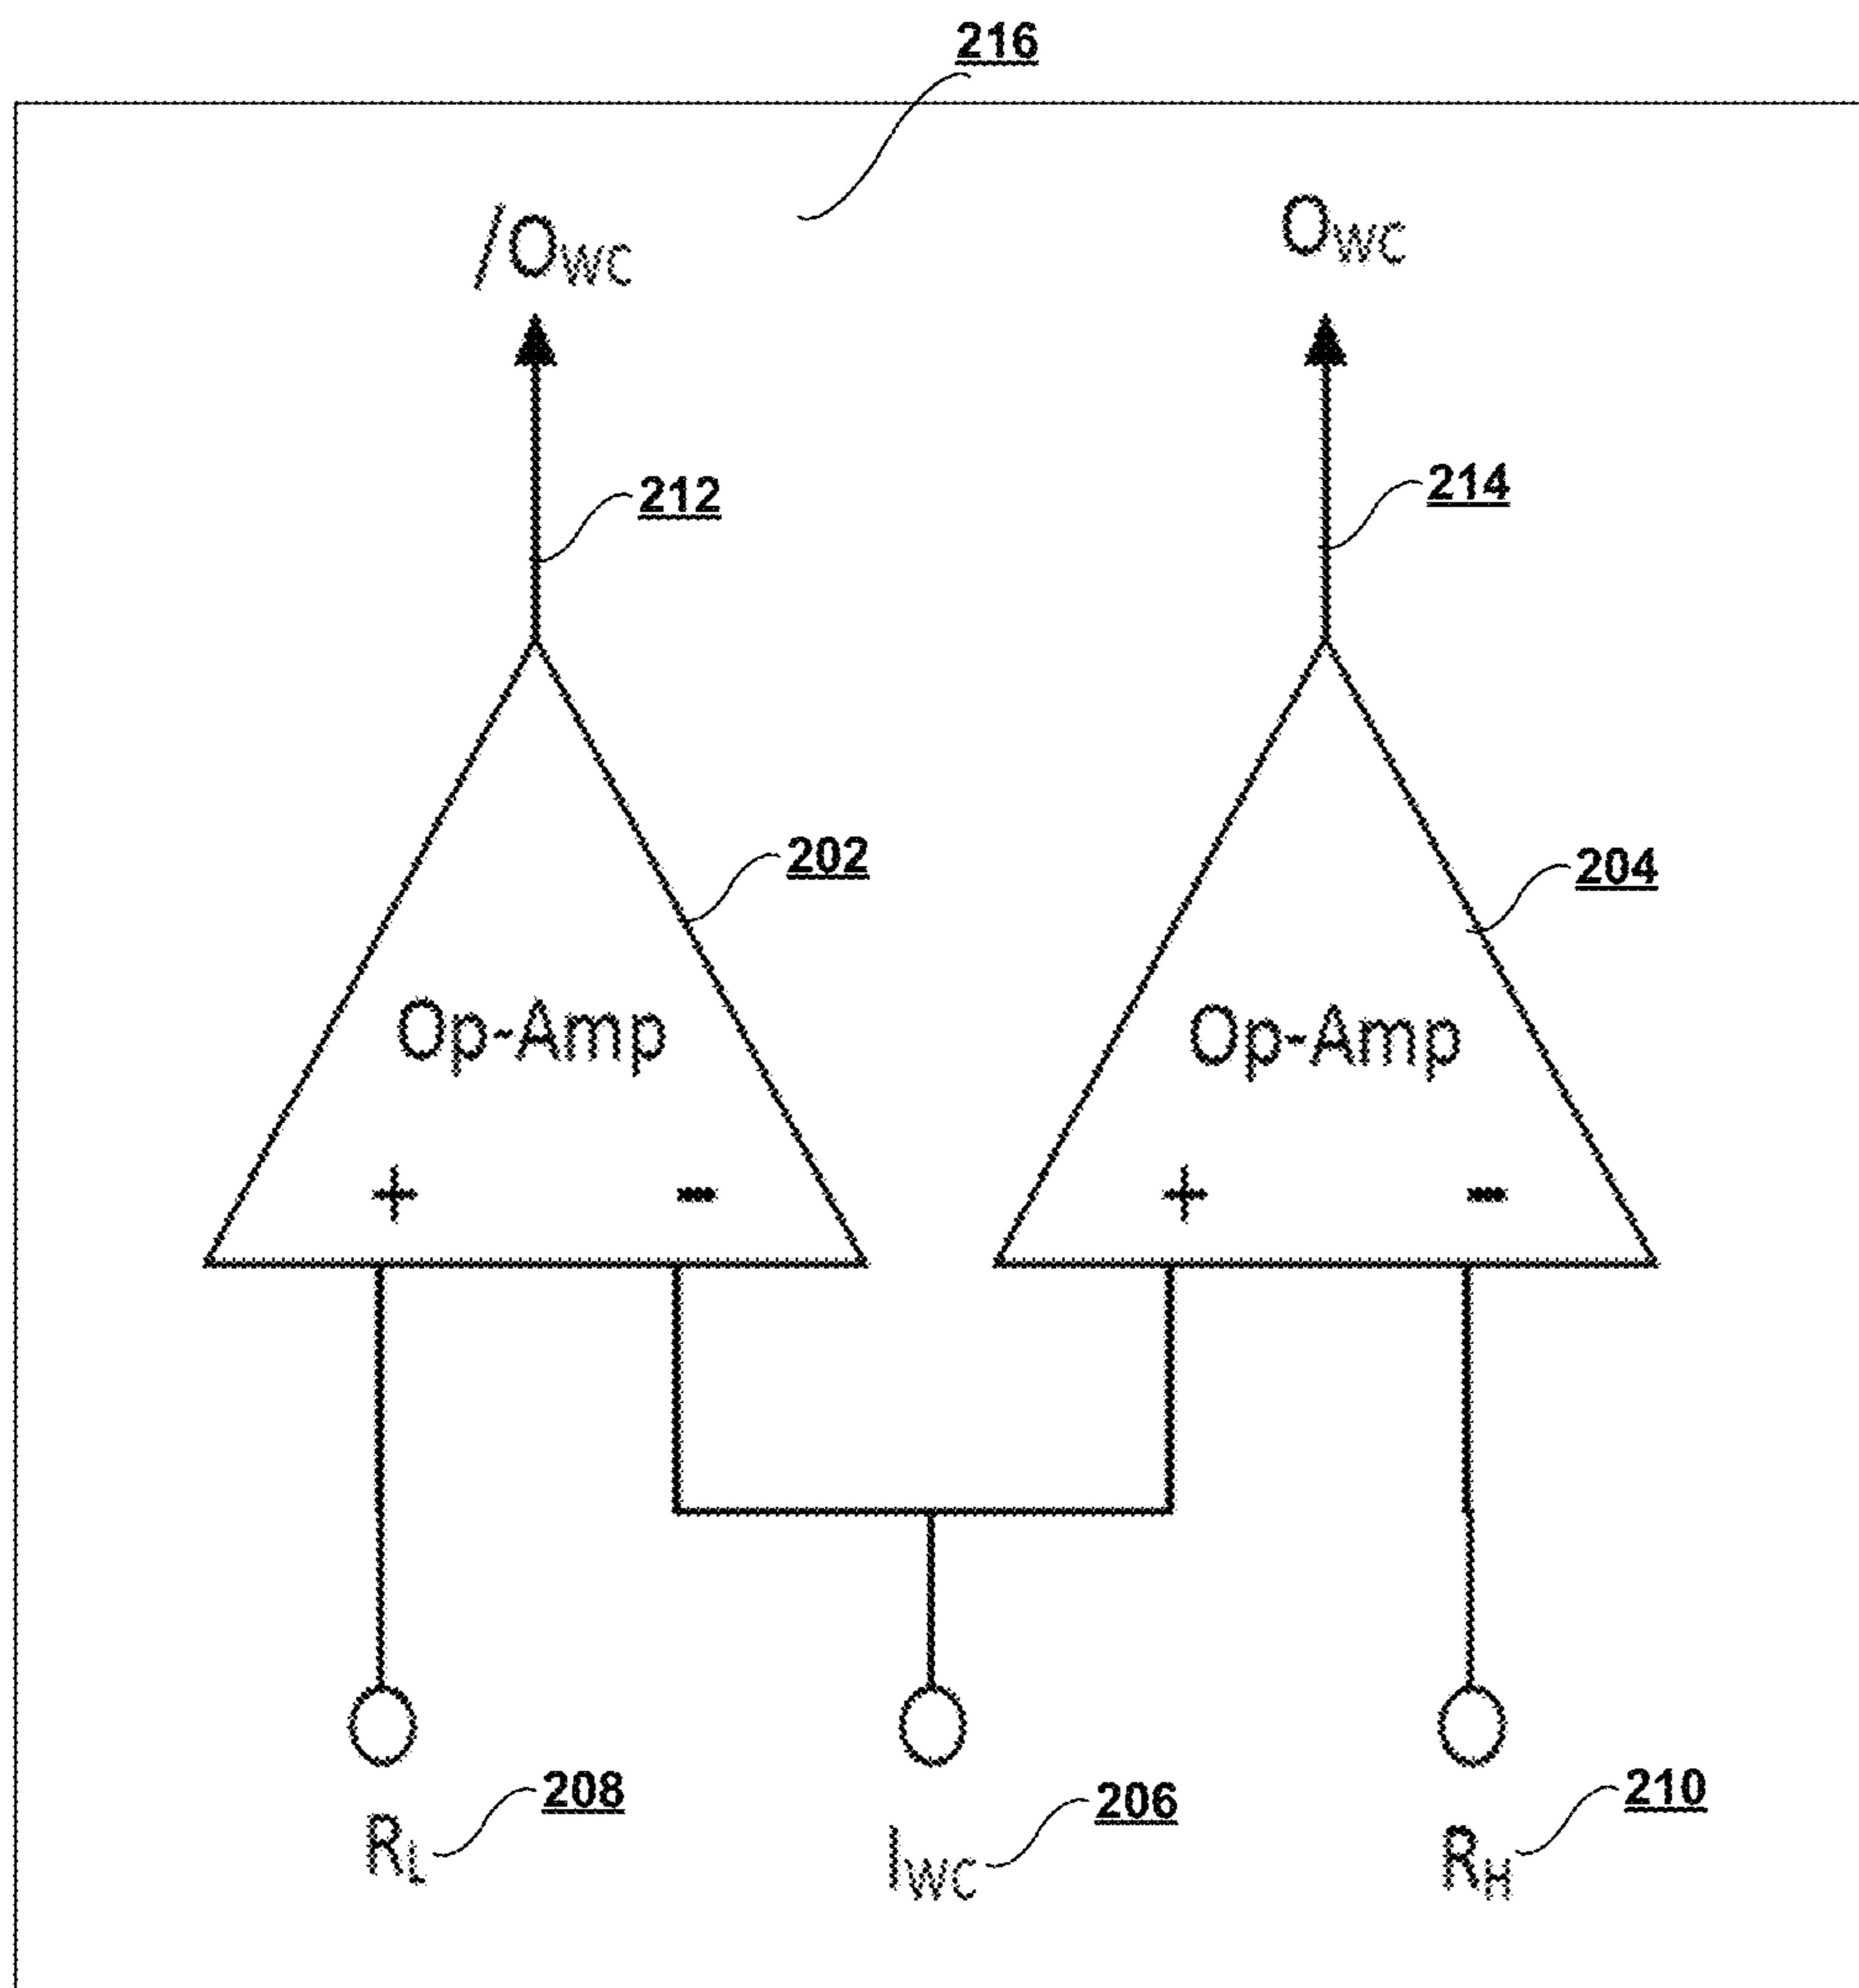 216
/OWC
OWC
212
214
202
204
Op-Amp
Op-Amp
+
-
+
-
208
206
210
RL
IWC
RH